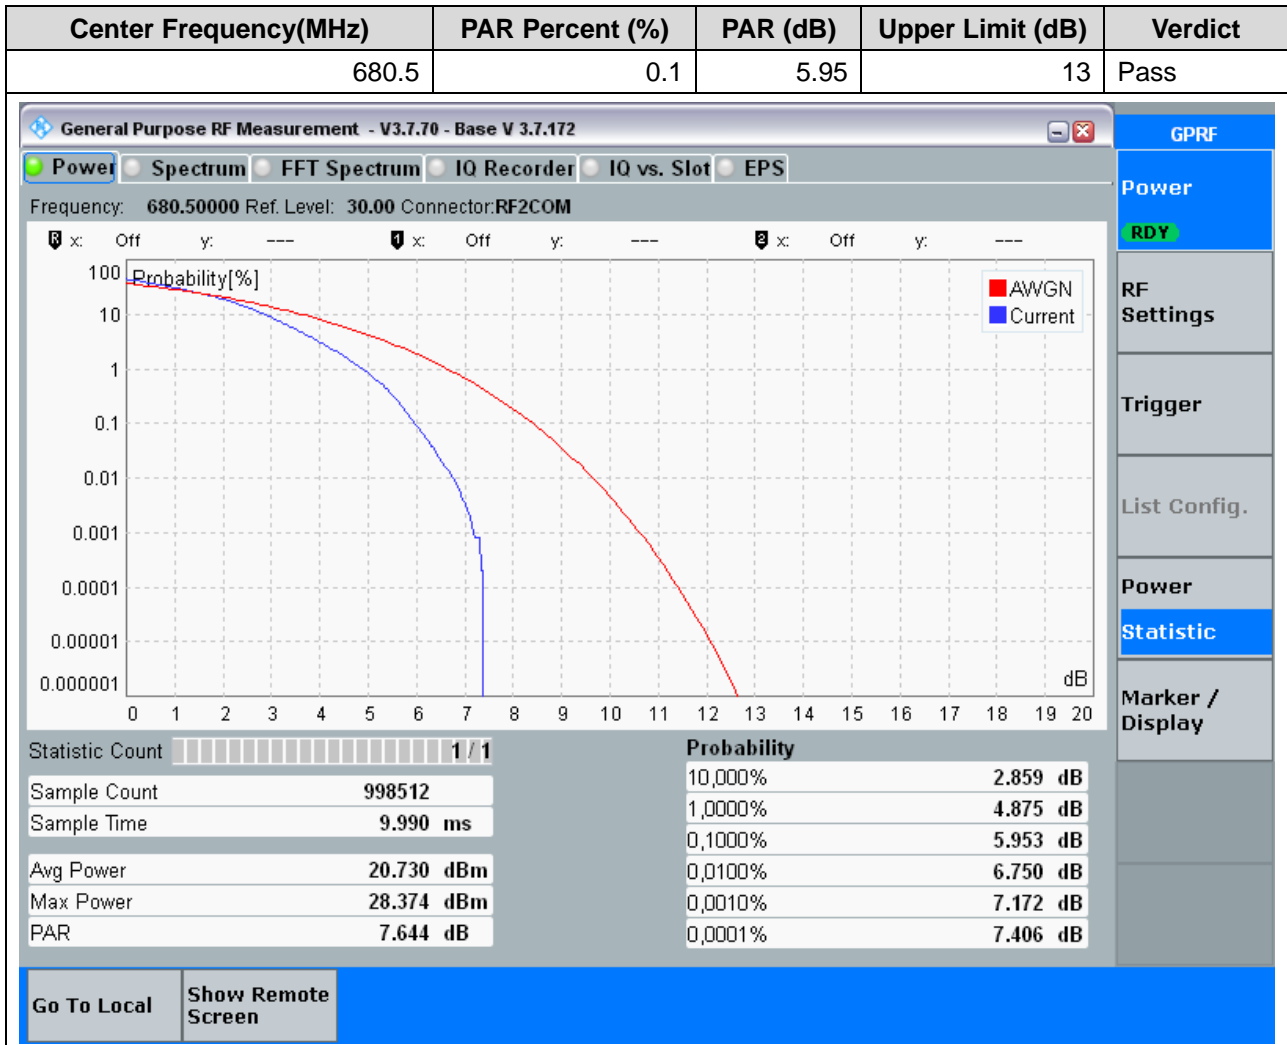 Center Frequency(MHz) PAR Percent (%) PAR (dB) Upper Limit (dB) Verdict
680.5 0.1 5.95 13 Pass
General Purpose RF Measurement - V3.7.70 - Base V 3.7.172
GPRF
Power Spectrum FFT Spectrum IQ Recorder IQ vs. Slot EPS
Frequency: 680.50000 Ref. Level: 30.00 Connector:RF2COM
R x: Off y: --- 1 x: Off y: --- 2 x: Off y: ---
Probability[%]
AWGN
Current
100
10
1
0.1
0.01
0.001
0.0001
0.00001
0.000001
dB
0 1 2 3 4 5 6 7 8 9 10 11 12 13 14 15 16 17 18 19 20
Statistic Count 1 / 1
Sample Count 998512
Sample Time 9.990 ms
Avg Power 20.730 dBm
Max Power 28.374 dBm
PAR 7.644 dB
Probability
10,000% 2.859 dB
1,0000% 4.875 dB
0,1000% 5.953 dB
0,0100% 6.750 dB
0,0010% 7.172 dB
0,0001% 7.406 dB
Power
RDY
RF
Settings
Trigger
List Config.
Power
Statistic
Marker /
Display
Go To Local
Show Remote
Screen